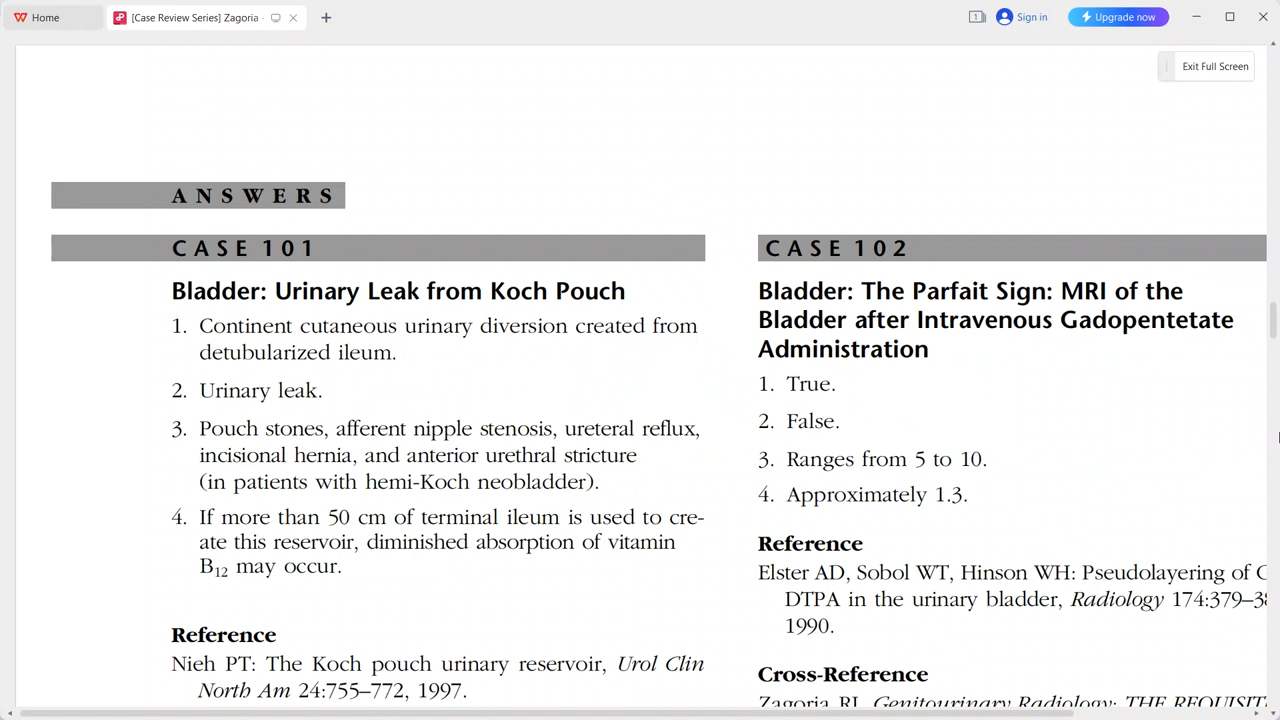 Home
[Case Review Series] Zagoria
1
Sign in
Upgrade now
Exit Full Screen
ANSWERS
CASE 101
Bladder: Urinary Leak from Koch Pouch
1. Continent cutaneous urinary diversion created from
detubularized ileum.
2. Urinary leak.
3. Pouch stones, afferent nipple stenosis, ureteral reflux,
incisional hernia, and anterior urethral stricture
(in patients with hemi-Koch neobladder).
4. If more than 50 cm of terminal ileum is used to cre-
ate this reservoir, diminished absorption of vitamin
B12 may occur.
Reference
Nieh PT: The Koch pouch urinary reservoir, Urol Clin
North Am 24:755–772, 1997.
CASE 102
Bladder: The Parfait Sign: MRI of the
Bladder after Intravenous Gadopentetate
Administration
1. True.
2. False.
3. Ranges from 5 to 10.
4. Approximately 1.3.
Reference
Elster AD, Sobol WT, Hinson WH: Pseudolayering of
DTPA in the urinary bladder, Radiology 174:379–
1990.
Cross-Reference
Zagoria RJ, Genitourinary Radiology: THE